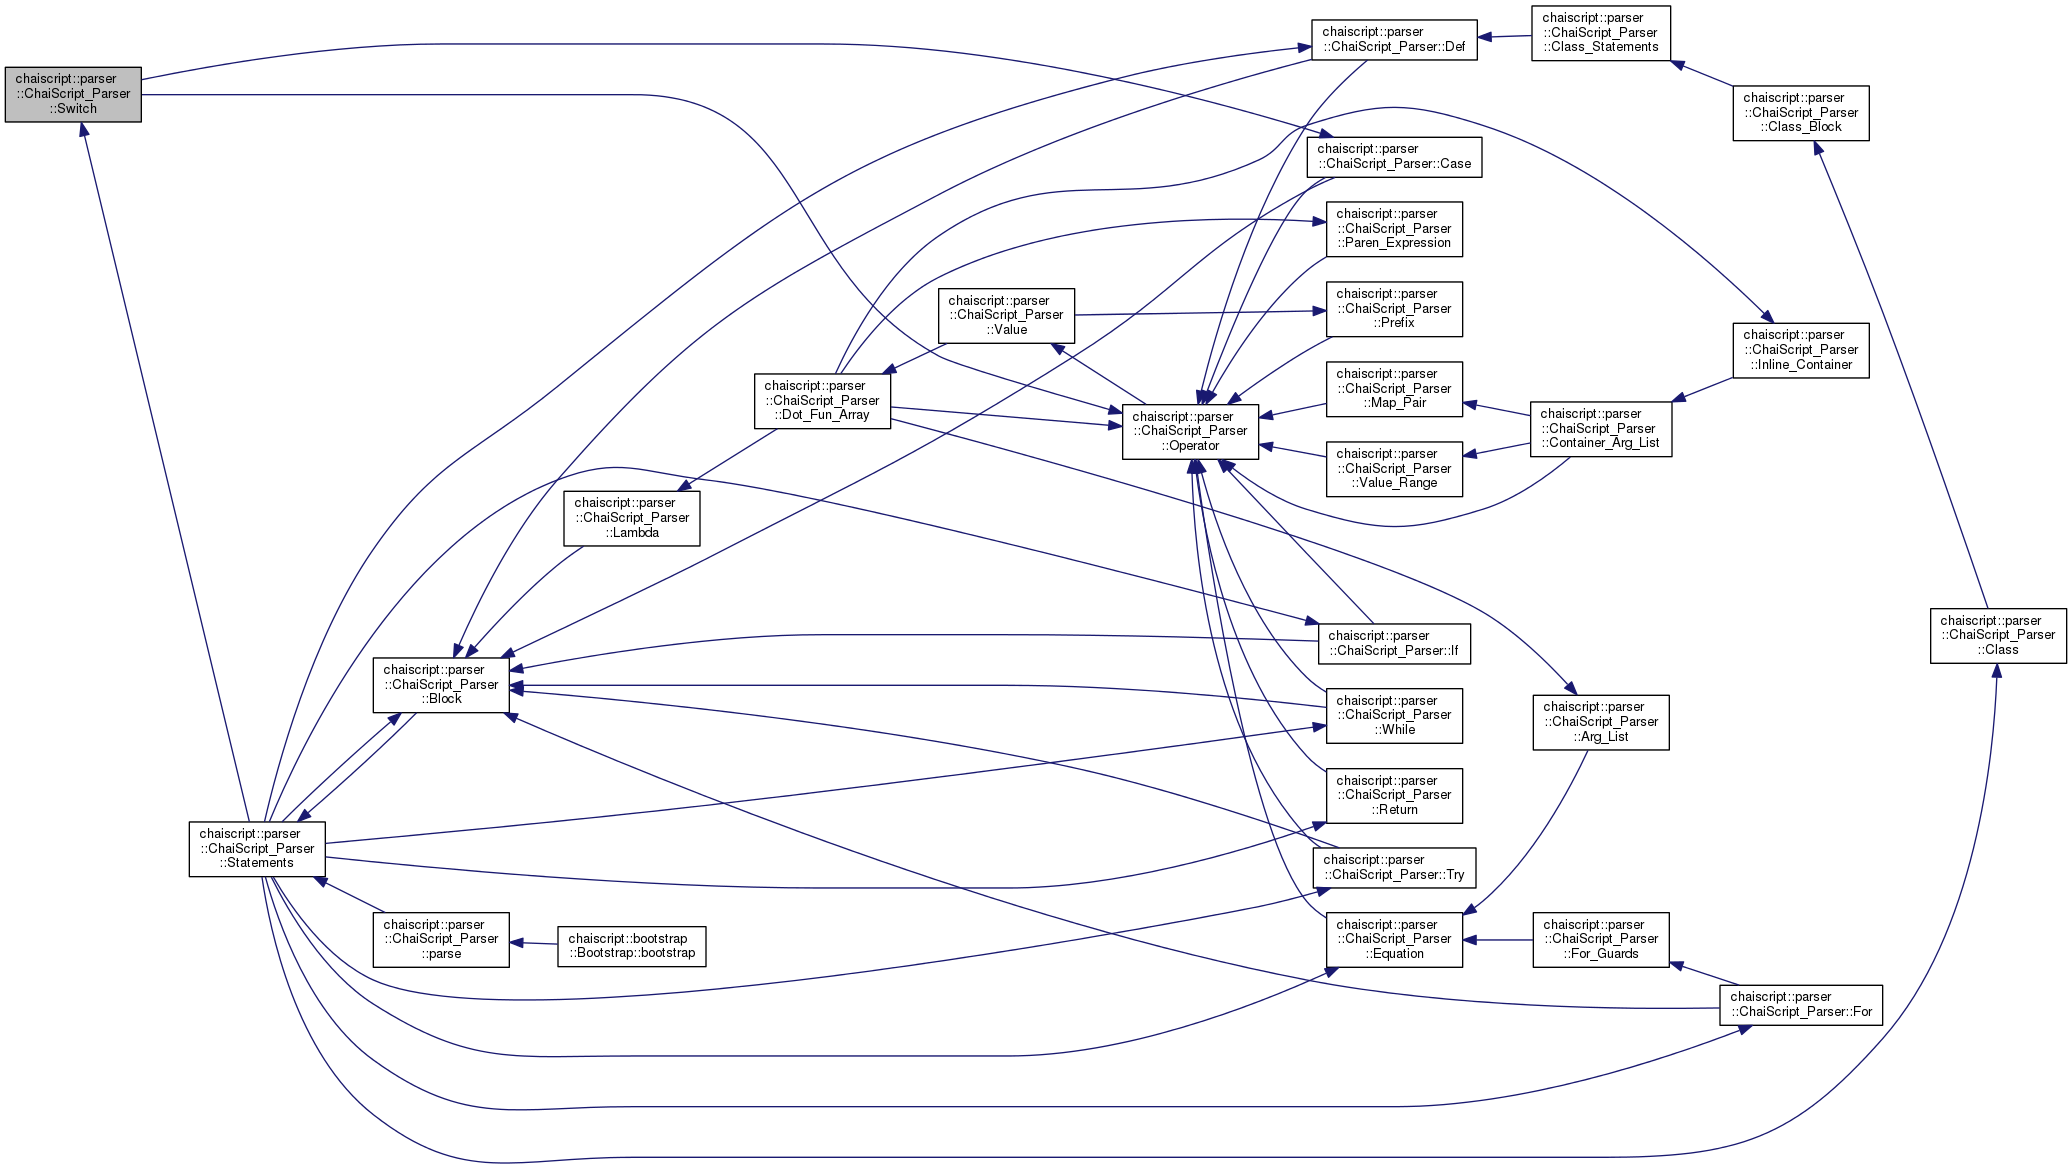 chaiscript::parser
::ChaiScript_Parser
::Switch
chaiscript::parser
::ChaiScript_Parser::Def
chaiscript::parser
::ChaiScript_Parser
::Class_Statements
chaiscript::parser
::ChaiScript_Parser
::Class_Block
chaiscript::parser
::ChaiScript_Parser::Case
chaiscript::parser
::ChaiScript_Parser
::Paren_Expression
chaiscript::parser
::ChaiScript_Parser
::Value
chaiscript::parser
::ChaiScript_Parser
::Prefix
chaiscript::parser
::ChaiScript_Parser
::Inline_Container
chaiscript::parser
::ChaiScript_Parser
::Dot_Fun_Array
chaiscript::parser
::ChaiScript_Parser
::Operator
chaiscript::parser
::ChaiScript_Parser
::Map_Pair
chaiscript::parser
::ChaiScript_Parser
::Container_Arg_List
chaiscript::parser
::ChaiScript_Parser
::Value_Range
chaiscript::parser
::ChaiScript_Parser
::Lambda
chaiscript::parser
::ChaiScript_Parser::If
chaiscript::parser
::ChaiScript_Parser
::Class
chaiscript::parser
::ChaiScript_Parser
::Block
chaiscript::parser
::ChaiScript_Parser
::While
chaiscript::parser
::ChaiScript_Parser
::Arg_List
chaiscript::parser
::ChaiScript_Parser
::Return
chaiscript::parser
::ChaiScript_Parser
::Statements
chaiscript::parser
::ChaiScript_Parser::Try
chaiscript::parser
::ChaiScript_Parser
::parse
chaiscript::bootstrap
::Bootstrap::bootstrap
chaiscript::parser
::ChaiScript_Parser
::Equation
chaiscript::parser
::ChaiScript_Parser
::For_Guards
chaiscript::parser
::ChaiScript_Parser::For